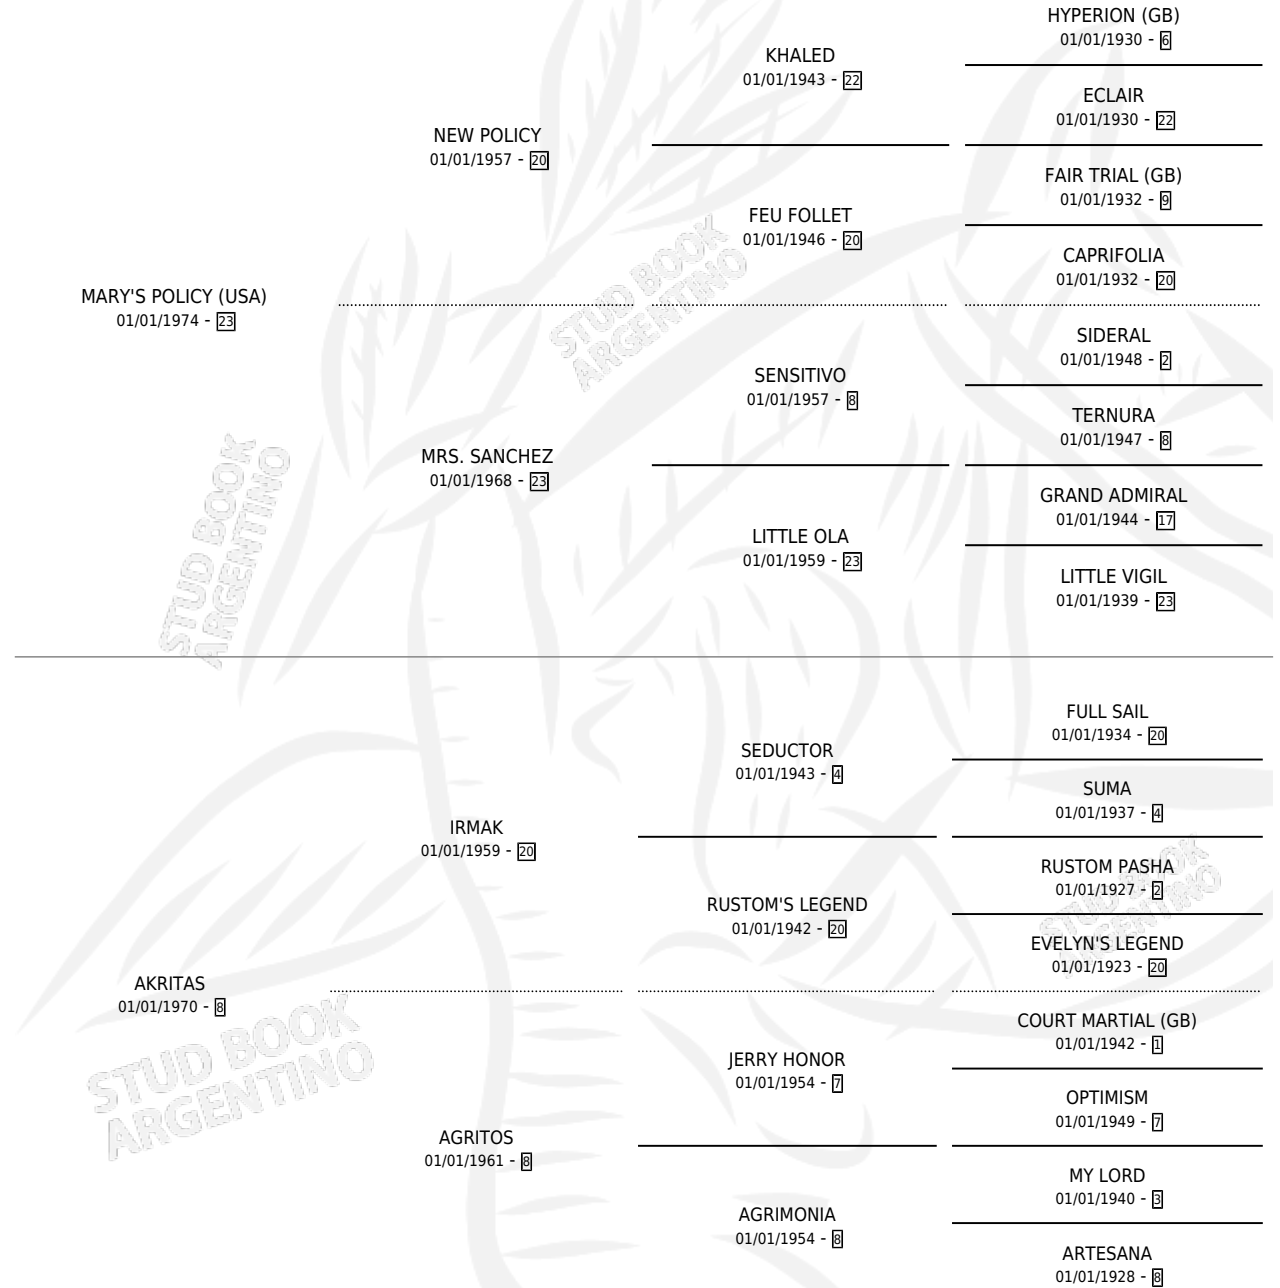 HYPERION (GB)
01/01/1930 - 6
KHALED
01/01/1943 - 22
ECLAIR
01/01/1930 - 22
NEW POLICY
01/01/1957 - 20
FAIR TRIAL (GB)
01/01/1932 - 9
FEU FOLLET
01/01/1946 - 20
CAPRIFOLIA
01/01/1932 - 20
MARY'S POLICY (USA)
01/01/1974 - 23
SIDERAL
01/01/1948 - 2
SENSITIVO
01/01/1957 - 8
TERNURA
01/01/1947 - 8
MRS. SANCHEZ
01/01/1968 - 23
GRAND ADMIRAL
01/01/1944 - 17
LITTLE OLA
01/01/1959 - 23
LITTLE VIGIL
01/01/1939 - 23
FULL SAIL
01/01/1934 - 20
SEDUCTOR
01/01/1943 - 4
SUMA
01/01/1937 - 4
IRMAK
01/01/1959 - 20
RUSTOM PASHA
01/01/1927 - 2
RUSTOM'S LEGEND
01/01/1942 - 20
EVELYN'S LEGEND
01/01/1923 - 20
AKRITAS
01/01/1970 - 8
COURT MARTIAL (GB)
01/01/1942 - 1
JERRY HONOR
01/01/1954 - 7
OPTIMISM
01/01/1949 - 7
AGRITOS
01/01/1961 - 8
MY LORD
01/01/1940 - 3
AGRIMONIA
01/01/1954 - 8
ARTESANA
01/01/1928 - 8
STUD BOOK
ARGENTINO
STUD BOOK
ARGENTINO
STUD BOOK
ARGENTINO
STUD BOOK
ARGENTINO